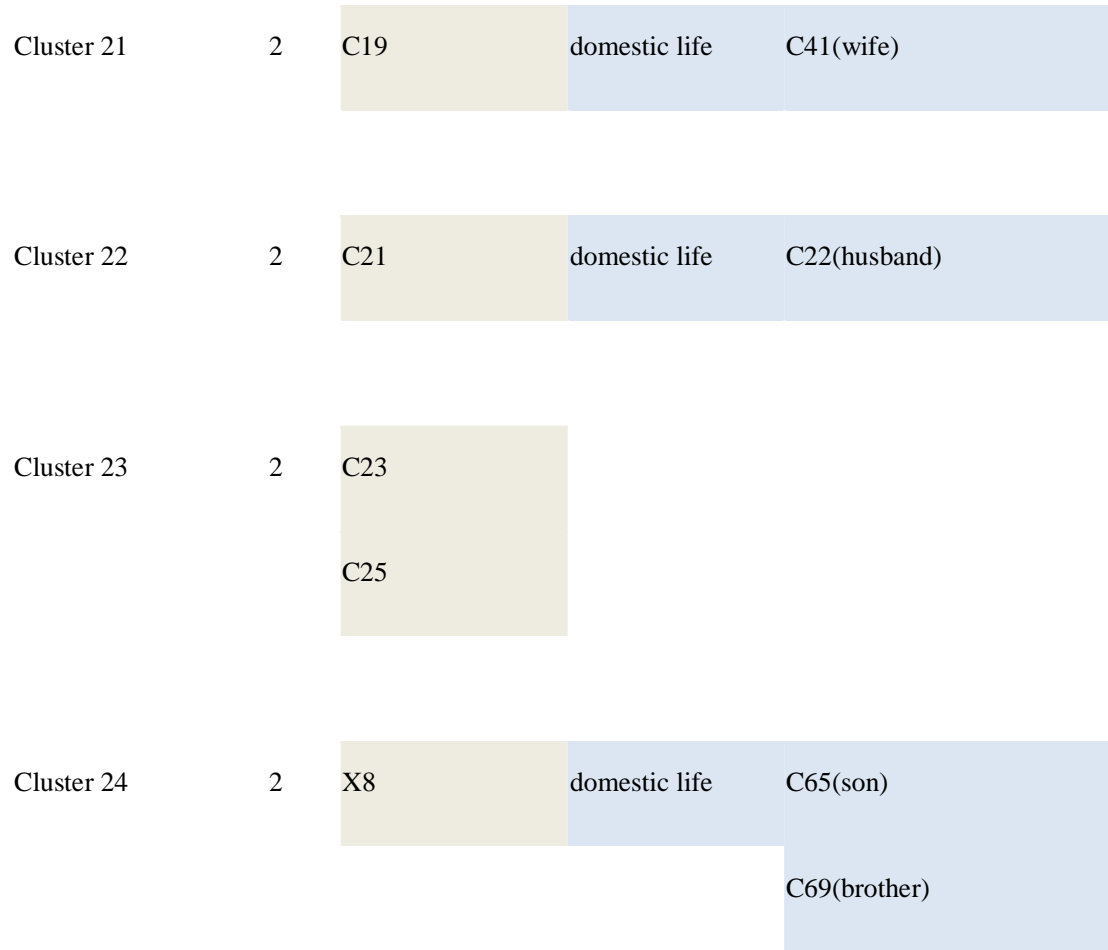 Cluster 21 2 C19 domestic life C41(wife)
Cluster 22 2 C21 domestic life C22(husband)
Cluster 23 2 C23
C25
Cluster 24 2 X8 domestic life C65(son)
C69(brother)